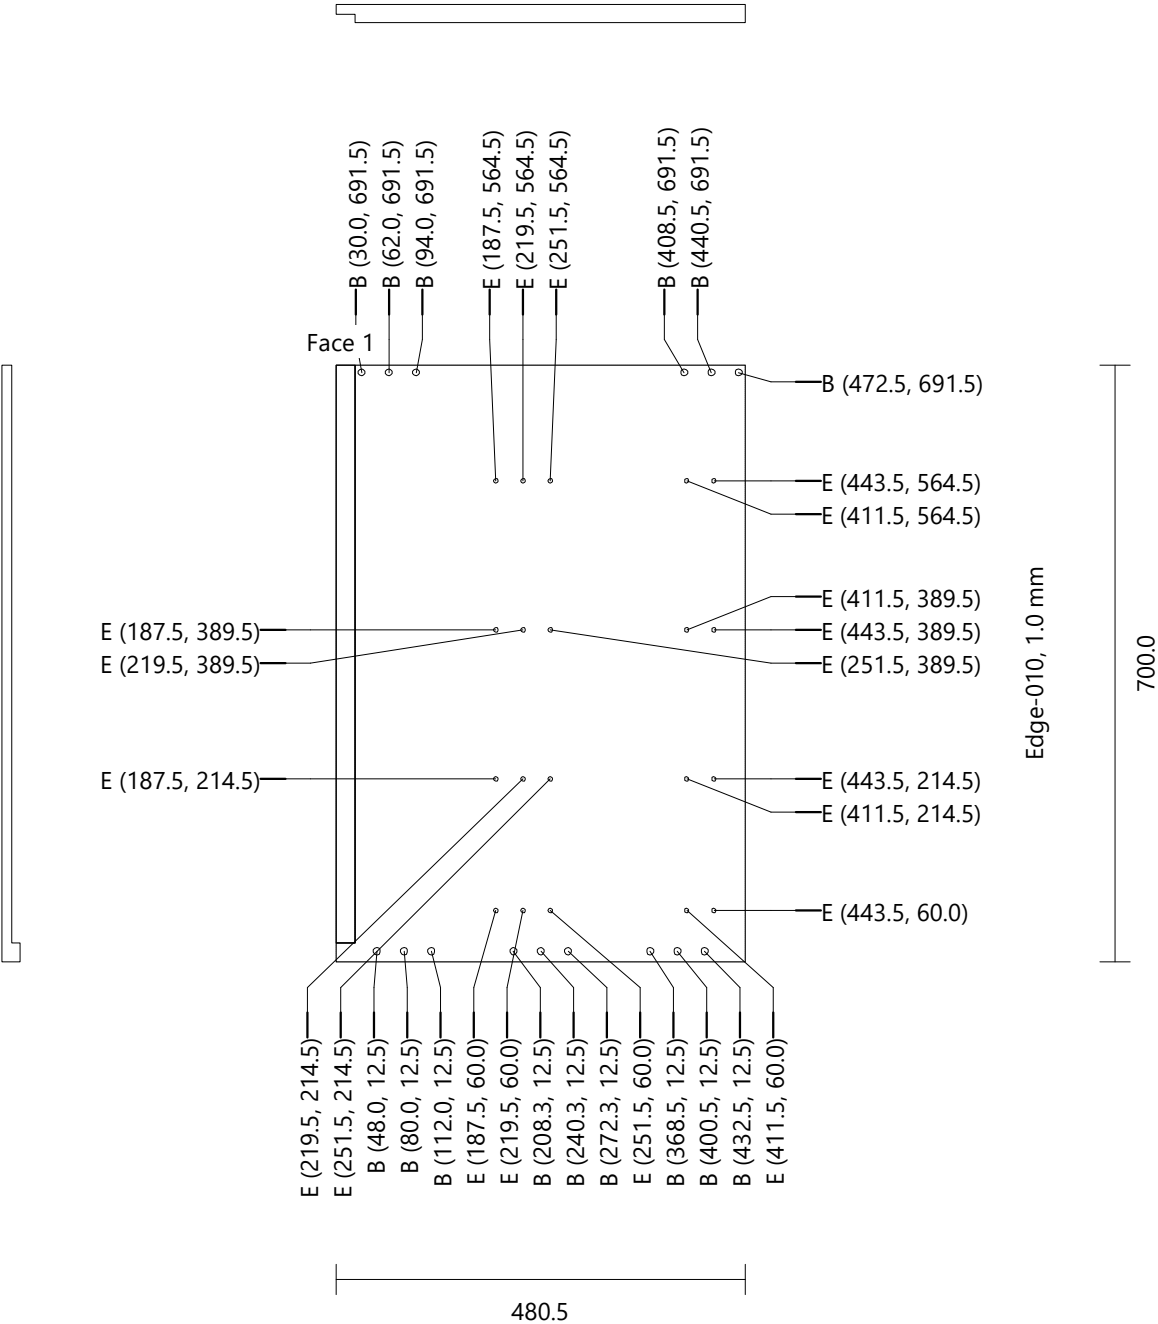 B (30.0, 691.5)
B (62.0, 691.5)
B (94.0, 691.5)
E (187.5, 564.5)
E (219.5, 564.5)
E (251.5, 564.5)
B (408.5, 691.5)
B (440.5, 691.5)
Face 1
B (472.5, 691.5)
E (443.5, 564.5)
E (411.5, 564.5)
E (411.5, 389.5)
E (187.5, 389.5)
E (443.5, 389.5)
E (219.5, 389.5)
E (251.5, 389.5)
Edge-010, 1.0 mm
700.0
E (187.5, 214.5)
E (443.5, 214.5)
E (411.5, 214.5)
E (443.5, 60.0)
E (219.5, 214.5)
E (251.5, 214.5)
B (48.0, 12.5)
B (80.0, 12.5)
B (112.0, 12.5)
E (187.5, 60.0)
E (219.5, 60.0)
B (208.3, 12.5)
B (240.3, 12.5)
B (272.3, 12.5)
E (251.5, 60.0)
B (368.5, 12.5)
B (400.5, 12.5)
B (432.5, 12.5)
E (411.5, 60.0)
480.5